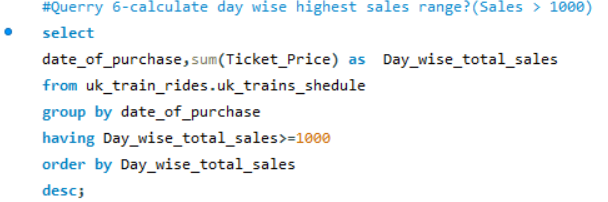 #Querry 6-calculate day wise highest sales range?(Sales > 1000)
select
date_of_purchase,sum(Ticket_Price) as  Day_wise_total_sales
from uk_train_rides.uk_trains_shedule
group by date_of_purchase
having Day_wise_total_sales>=1000
order by Day_wise_total_sales
desc;